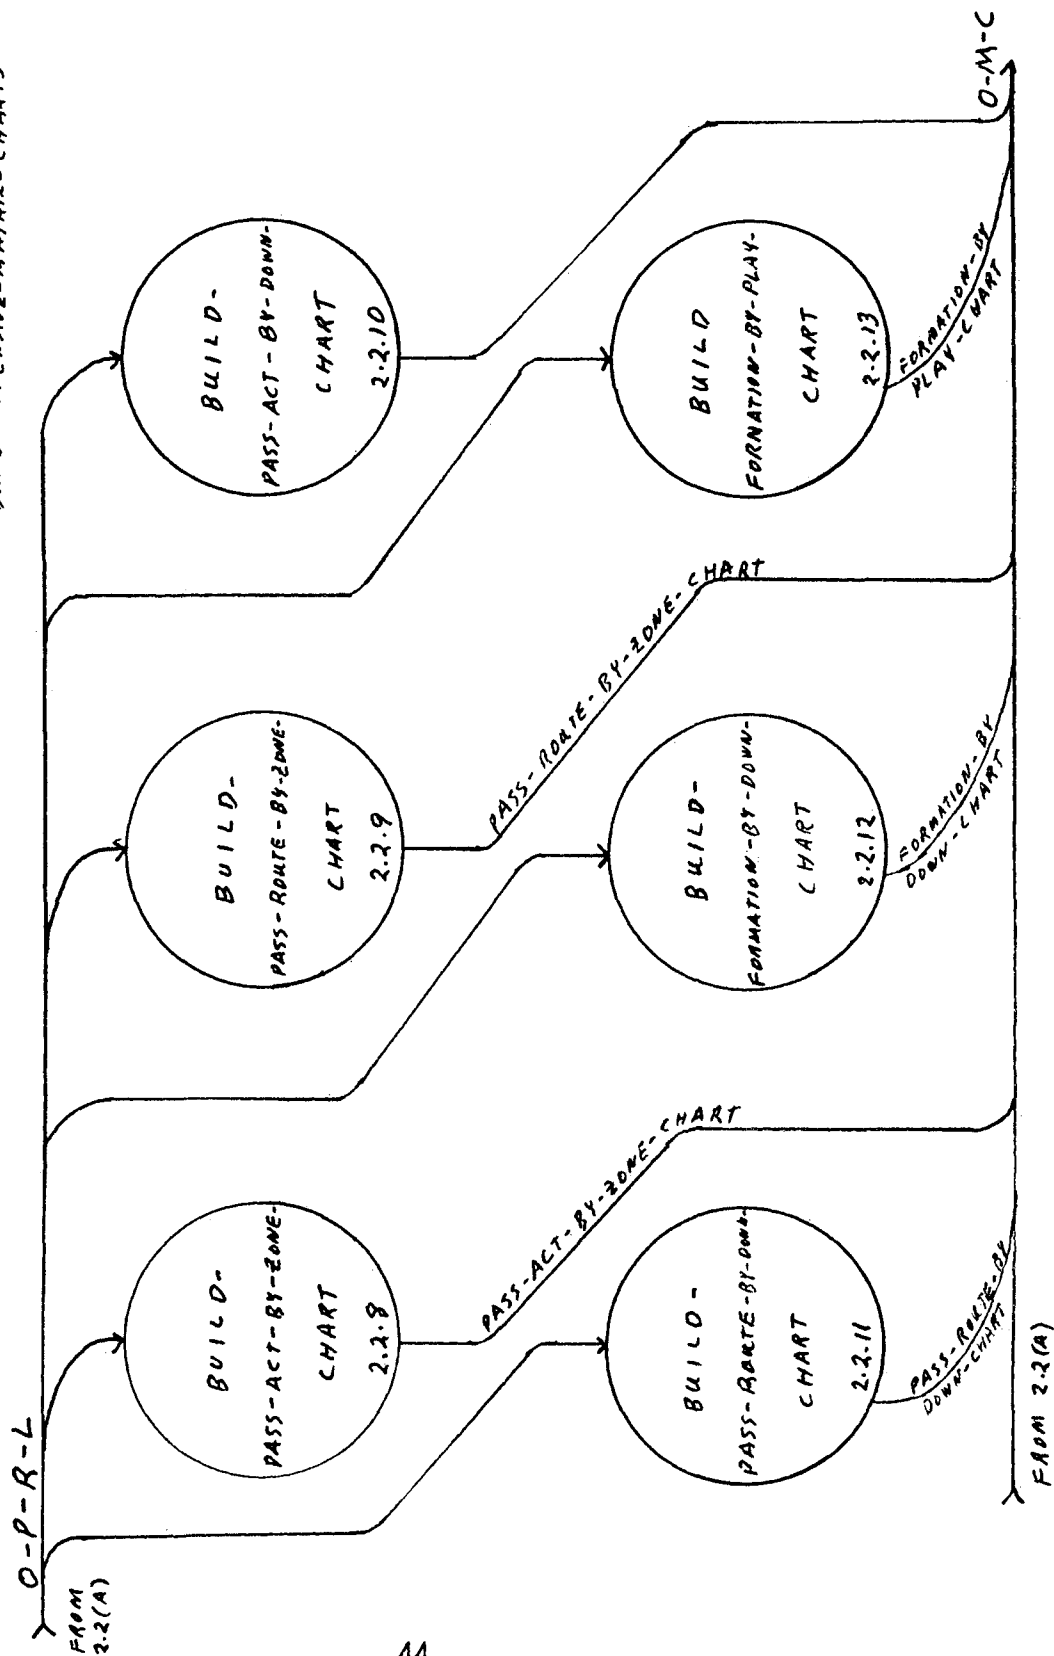 O-P-R-L
FROM
2.2(A)
BUILD-
PASS-ACT-BY-ZONE-
CHART
2.2.8
BUILD-
PASS-ROUTE-BY-ZONE-
CHART
2.2.9
BUILD-
PASS-ACT-BY-DOWN-
CHART
2.2.10
PASS-ACT-BY-ZONE-CHART
PASS-ROUTE-BY-ZONE-CHART
BUILD-
PASS-ROUTE-BY-DOWN-
CHART
2.2.11
BUILD-
FORMATION-BY-DOWN-
CHART
2.2.12
BUILD
FORNATION-BY-PLAY-
CHART
2.2.13
PASS-ROUTE-BY
DOWN-CHART
FORMATION-BY
DOWN-CHART
FORMATION-BY
PLAY-CHART
O-M-C
FROM 2.2(A)